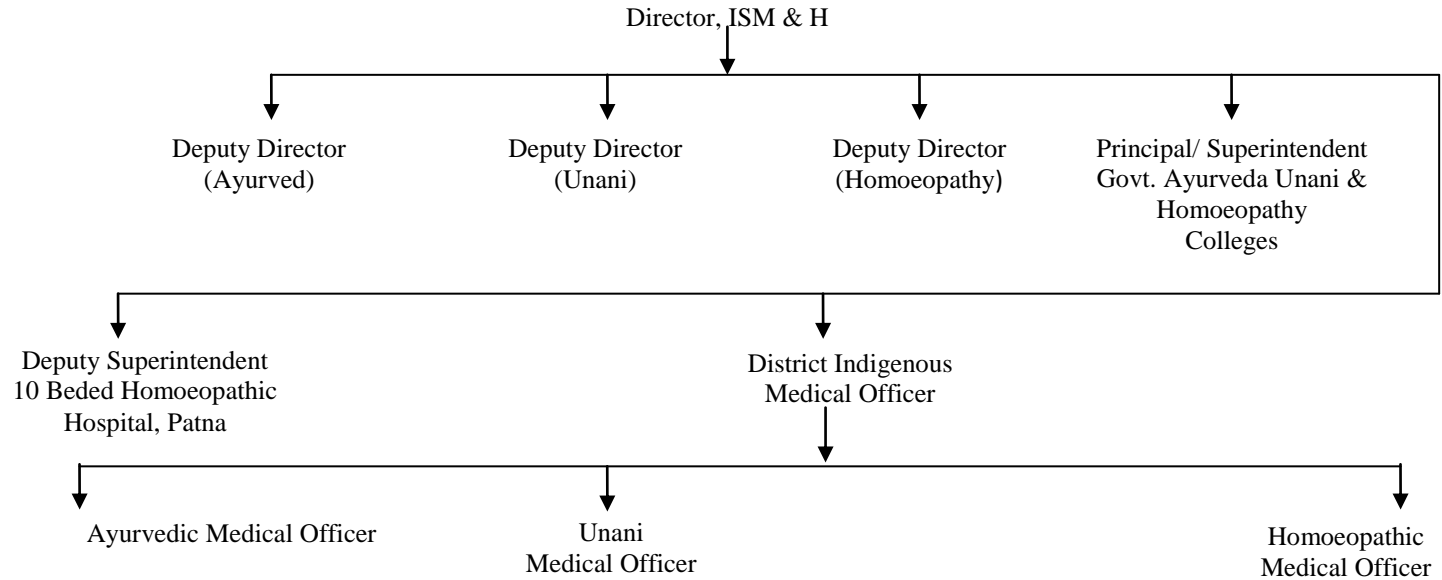 Director, ISM & H
Deputy Director
(Ayurved)
Deputy Director
(Unani)
Deputy Director
(Homoeopathy)
Principal/ Superintendent
Govt. Ayurveda Unani &
Homoeopathy
Colleges
Deputy Superintendent
10 Beded Homoeopathic
Hospital, Patna
District Indigenous
Medical Officer
Ayurvedic Medical Officer
Unani
Medical Officer
Homoeopathic
Medical Officer